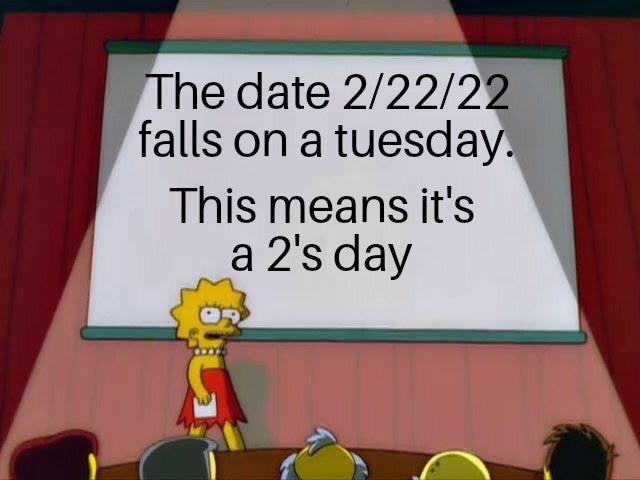 The date 2/22/22
falls on a tuesday.
This means it's
a 2's day